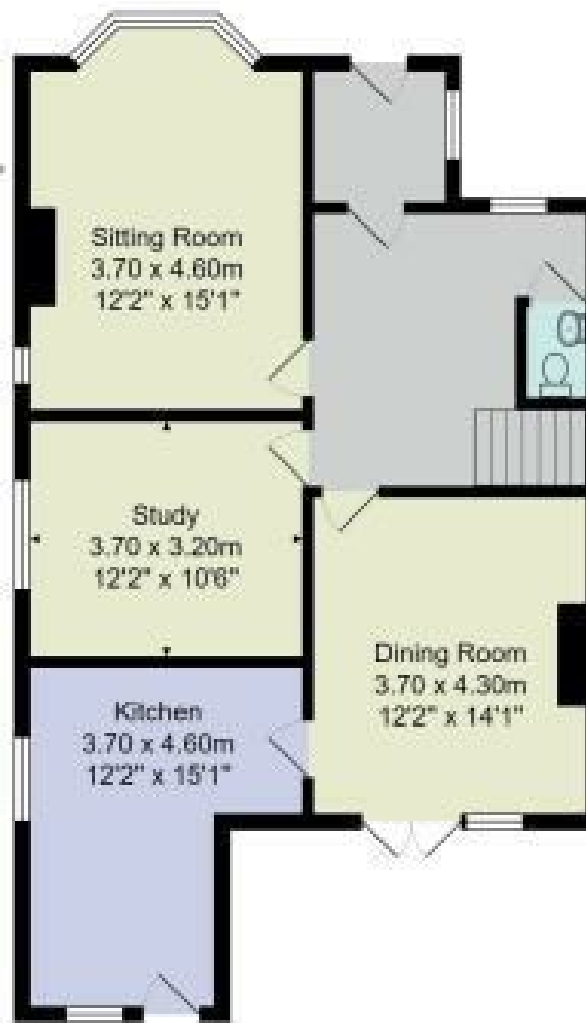 Sitting Room
3.70 x 4.60m
12'2" x 15'1"
Study
3.70 x 3.20m
12'2" x 10'6"
Dining Room
3.70 x 4.30m
12'2" x 14'1"
Kitchen
3.70 x 4.60m
12'2" x 15'1"